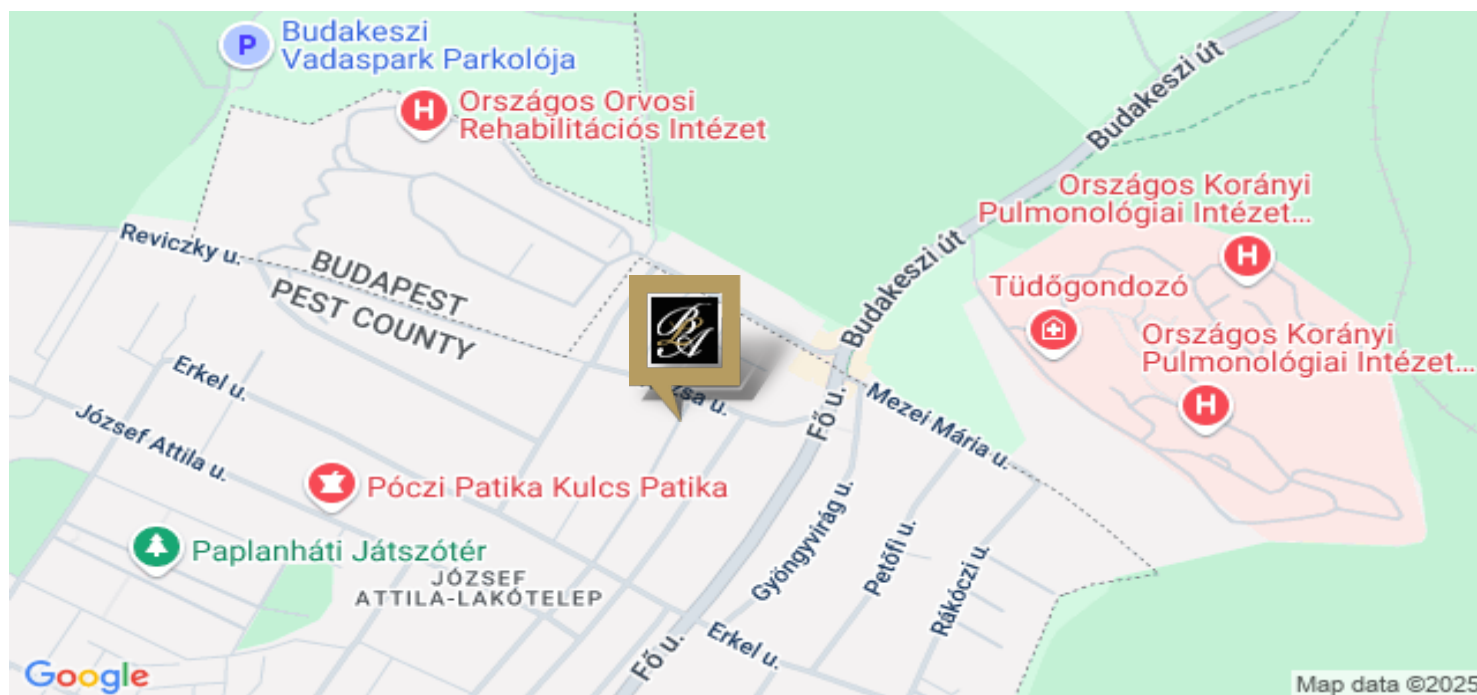 P
Budakeszi
Vadaspark Parkolója
H
Országos Orvosi
Rehabilitációs Intézet
Budakeszi út
Országos Korányi
Pulmonológiai Intézet...
H
Reviczky u.
BUDAPEST
PEST COUNTY
B A
Budakeszi út
Tüdőgondozó
Országos Korányi
Pulmonológiai Intézet...
H
Erkel u.
József Attila u.
zsa u.
Fő u.
Mezei Mária u.
Póczi Patika Kulcs Patika
Gyöngyvirág u.
Petőfi u.
Rákóczi u.
Paplanháti Játszótér
JÓZSEF
ATTILA-LAKÓTELEP
Fő u.
Erkel u.
Google
Map data ©2025